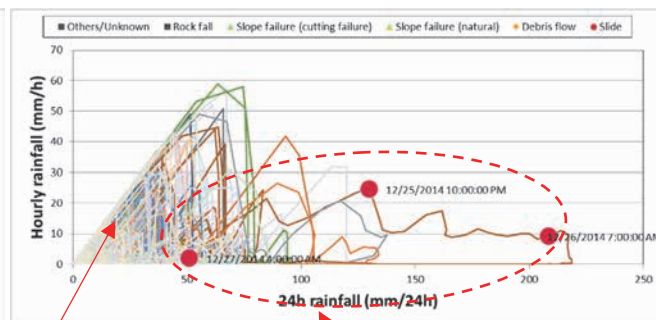 Others/Unknown Rock fall Slope failure (cutting failure) Slope failure (natural) Debris flow Slide
Hourly rainfall (mm/h)
70
60
50
40
30
20
10
0
12/25/2014 10:00:00 PM
12/26/2014 7:00:00 AM
0 50 100 150 200 250
24h rainfall (mm/24h)